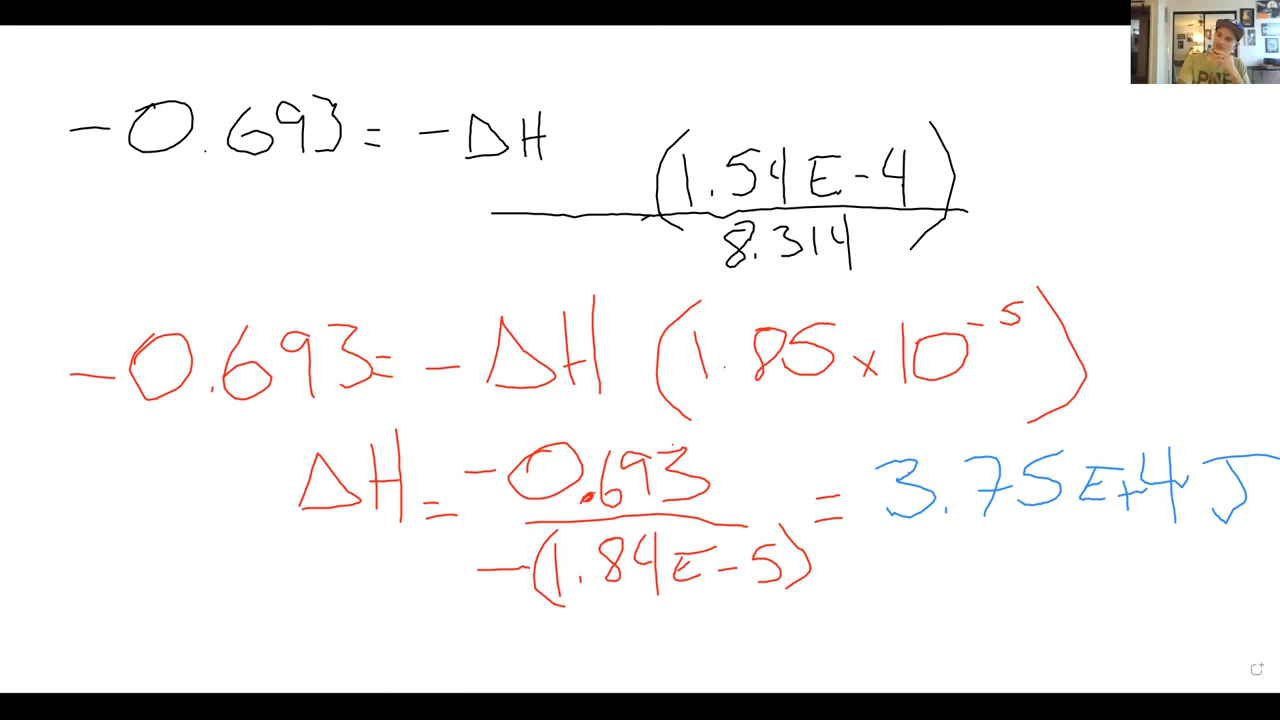 -0.693 = -ΔH (1.54E-4)
8.314
-0.693 = -ΔH (1.85 x 10^-5)
ΔH = -0.693 = 3.75E+4 J
-(1.84E-5)